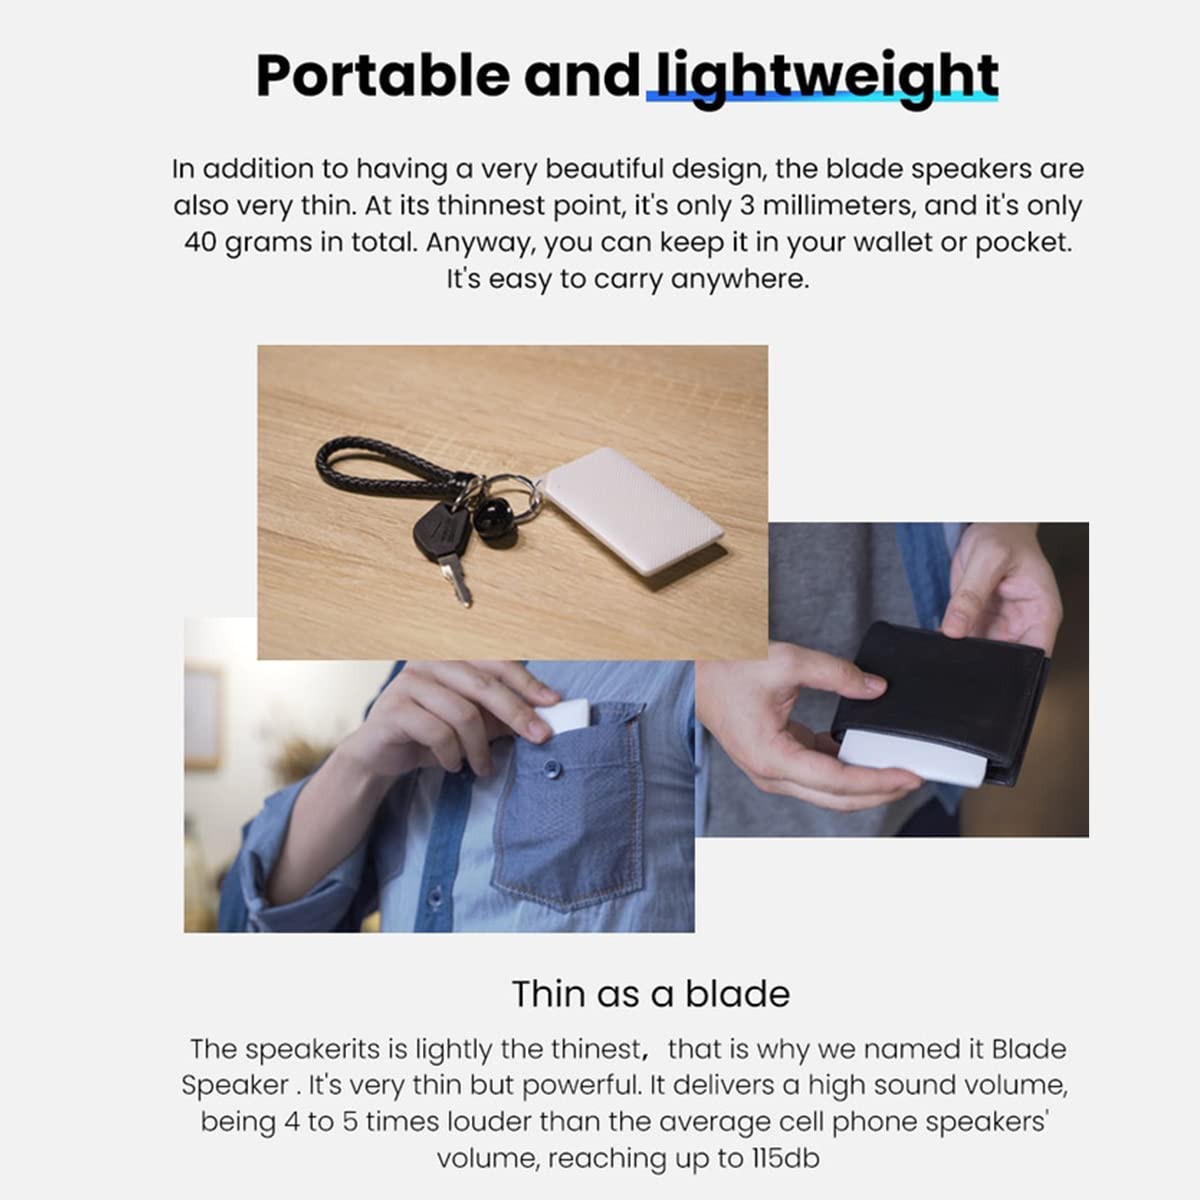 Portable and lightweight
In addition to having a very beautiful design, the blade speakers are
also very thin. At its thinnest point, it's only 3 millimeters, and it's only
40 grams in total. Anyway, you can keep it in your wallet or pocket.
It's easy to carry anywhere.
Thin as a blade
The speakerits is lightly the thinest，that is why we named it Blade
Speaker . It's very thin but powerful. It delivers a high sound volume,
being 4 to 5 times louder than the average cell phone speakers'
volume, reaching up to 115db